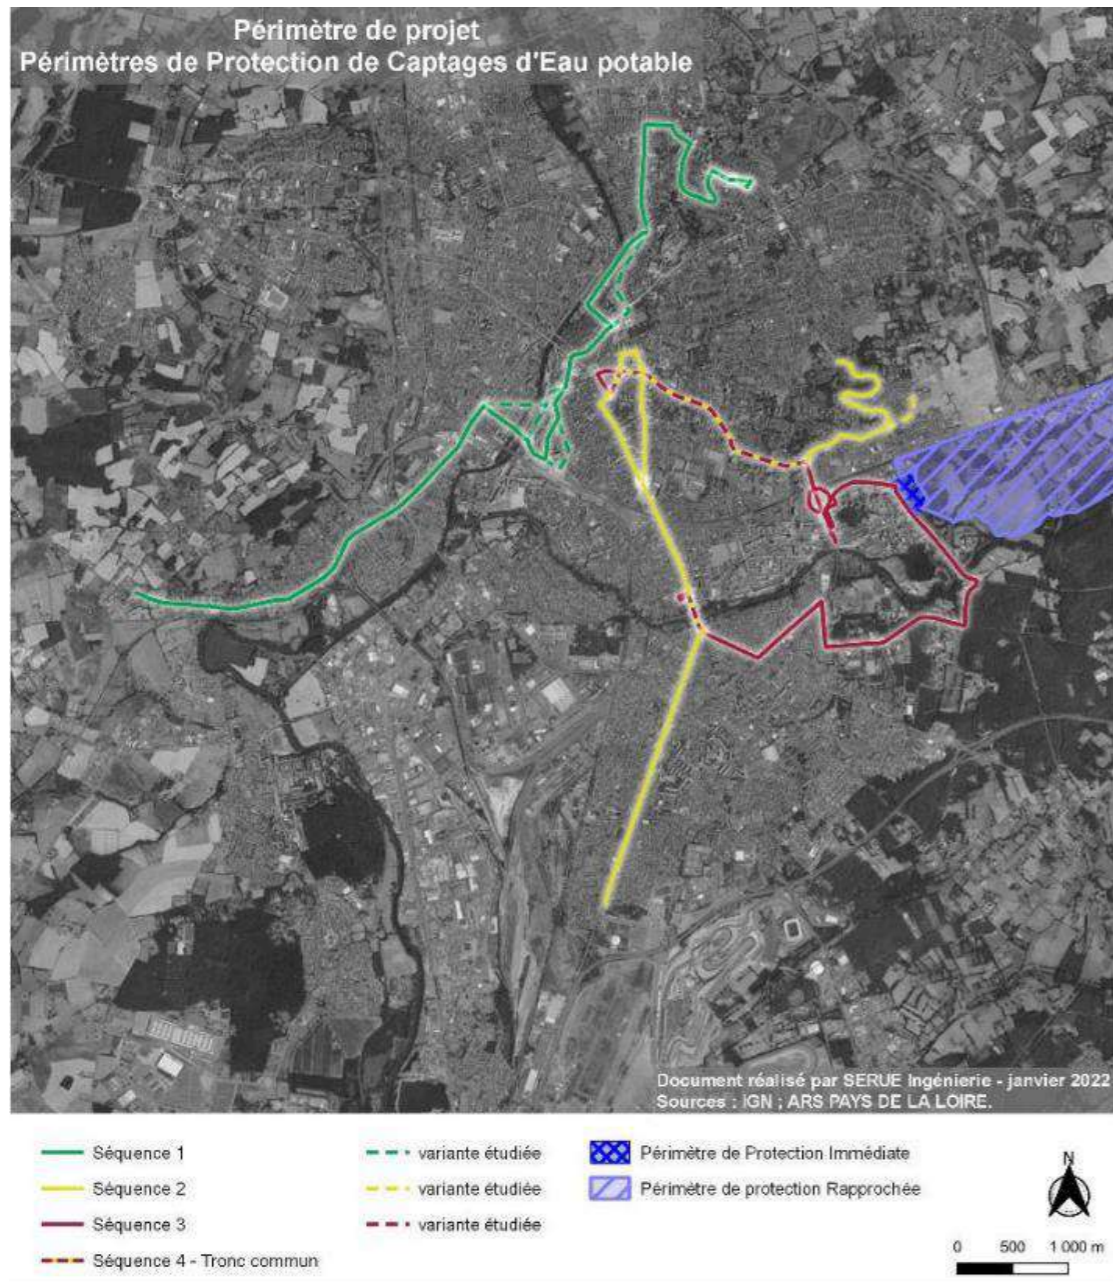 Périmètre de projet
Périmètres de Protection de Captages d'Eau potable
Document réalisé par SERUE Ingénierie - janvier 2022
Sources : IGN ; ARS PAYS DE LA LOIRE.
Séquence 1
variante étudiée
Périmètre de Protection Immédiate
Séquence 2
variante étudiée
Périmètre de protection Rapprochée
Séquence 3
variante étudiée
Séquence 4 - Tronc commun
N
0 500 1 000 m